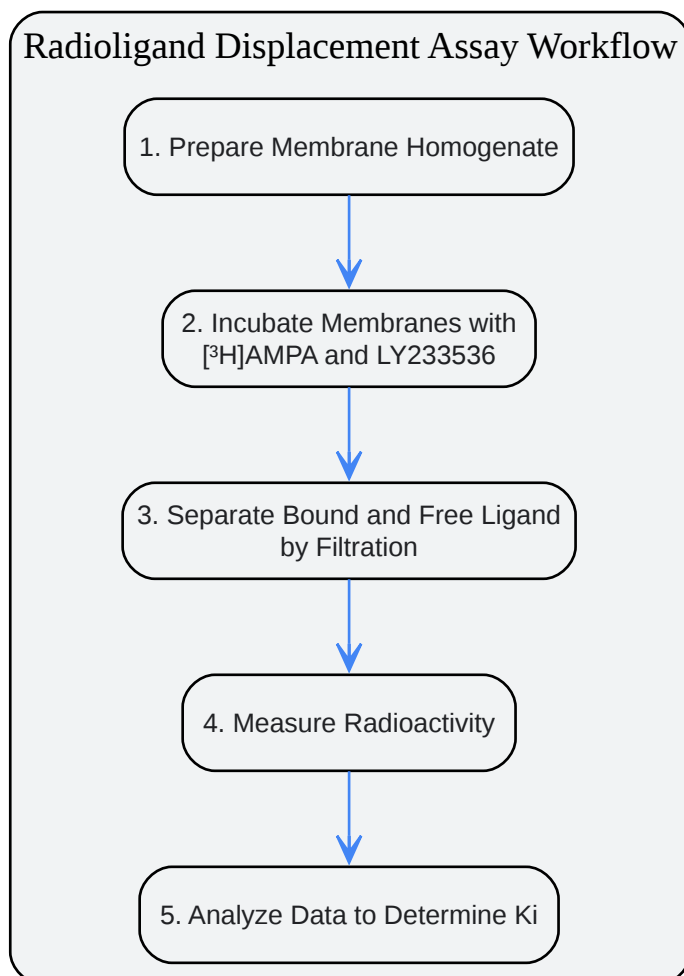 Radioligand Displacement Assay Workflow
1. Prepare Membrane Homogenate
2. Incubate Membranes with
[³H]AMPA and LY233536
3. Separate Bound and Free Ligand
by Filtration
4. Measure Radioactivity
5. Analyze Data to Determine Ki